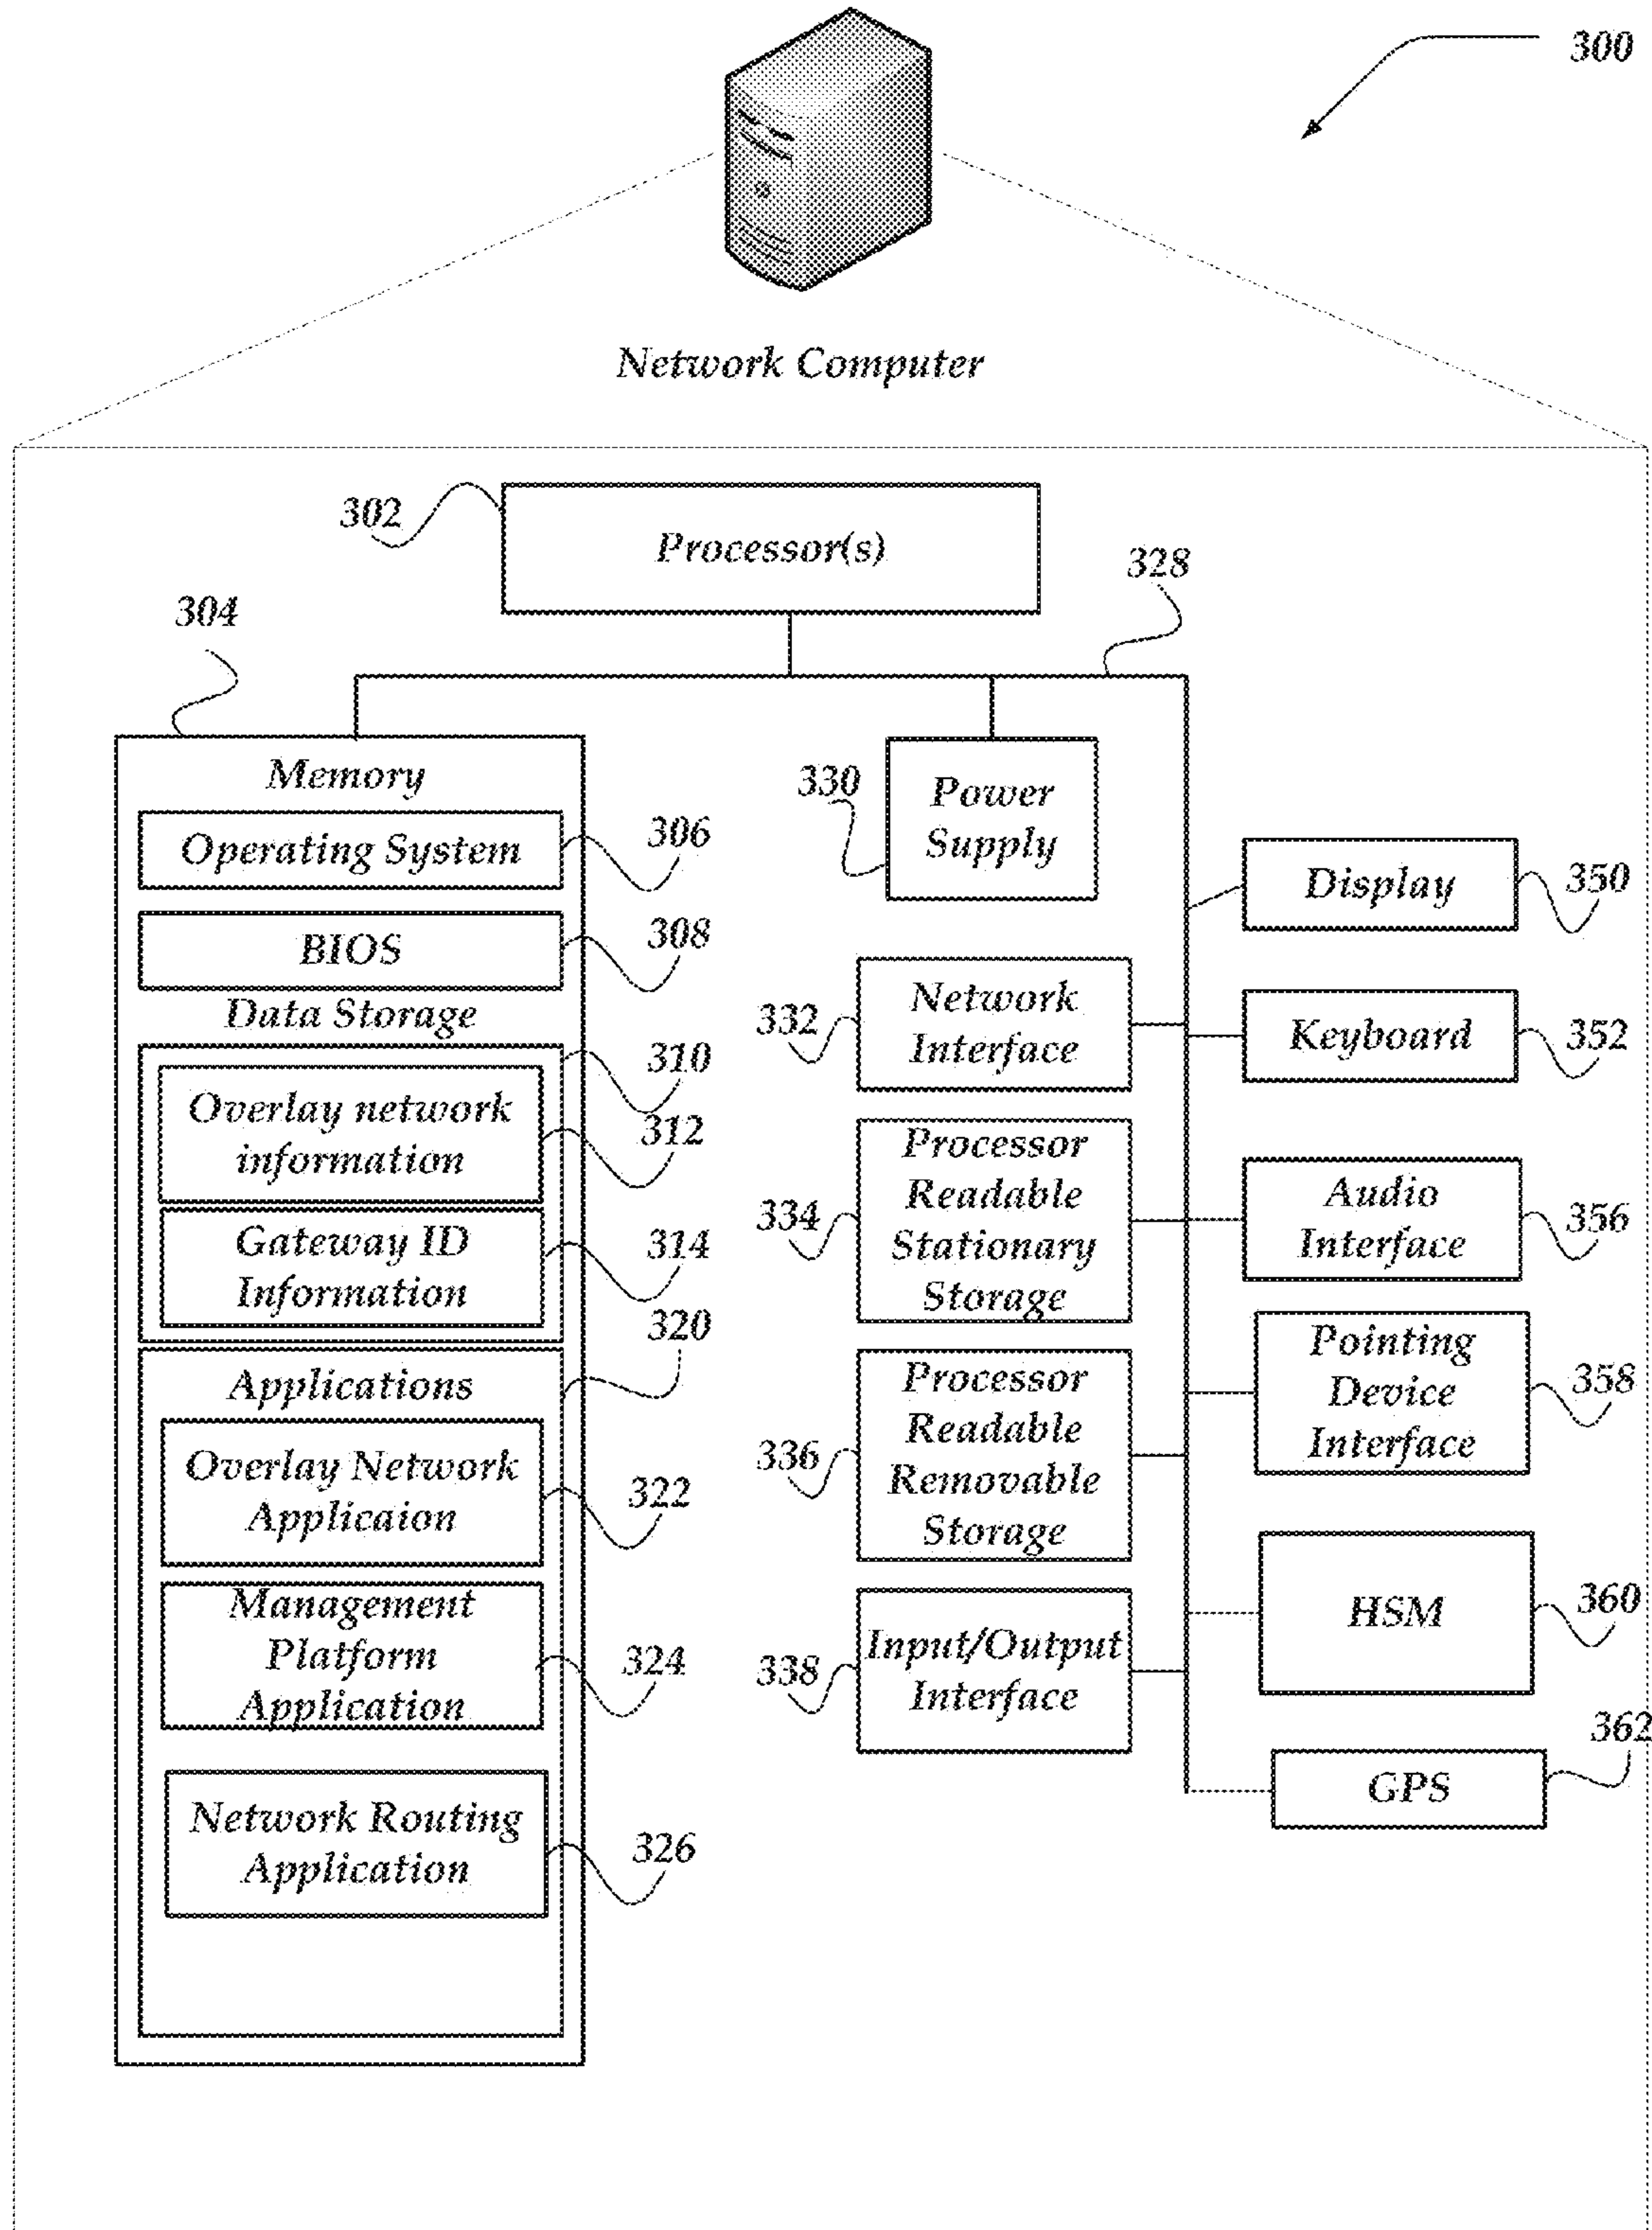 300
Network Computer
302
Processor(s)
328
304
Memory
Operating System
306
BIOS
308
Data Storage
310
Overlay network
information
312
Gateway ID
Information
314
320
Applications
Overlay Network
Applicaion
322
Management
Platform
Application
324
Network Routing
Application
326
330
Power
Supply
332
Network
Interface
334
Processor
Readable
Stationary
Storage
336
Processor
Readable
Removable
Storage
338
Input/Output
Interface
Display
350
Keyboard
352
Audio
Interface
356
Pointing
Device
Interface
358
HSM
360
GPS
362